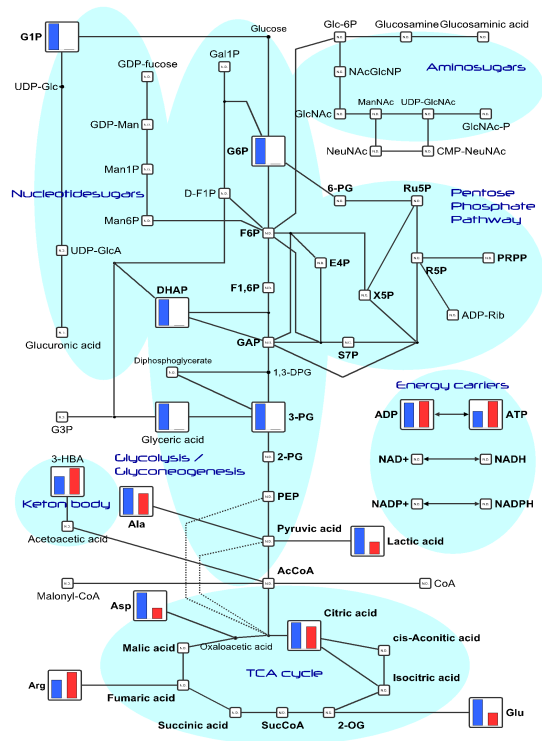 Glc-6P
Glucosamine
Glucosaminic acid
G1P
Glucose
Gal1P
GDP-fucose
NAcGlcNP
Aminosugars
UDP-Glc
ManNAc
UDP-GlcNAc
GlcNAc
GlcNAc-P
GDP-Man
G6P
NeuNAc
CMP-NeuNAc
Man1P
Nucleotidesugars
D-F1P
6-PG
Ru5P
Pentose
Phosphate
Pathway
Man6P
F6P
UDP-GlcA
E4P
R5P
PRPP
DHAP
F1,6P
X5P
ADP-Rib
Glucuronic acid
GAP
S7P
Diphosphoglycerate
1,3-DPG
Energy carriers
G3P
Glyceric acid
3-PG
ADP
ATP
3-HBA
Glycolysis /
Glyconeogenesis
2-PG
NAD+
NADH
Keton body
PEP
NADP+
NADPH
Ala
Acetoacetic acid
Pyruvic acid
Lactic acid
AcCoA
Malonyl-CoA
CoA
Asp
Citric acid
Malic acid
Oxaloacetic acid
cis-Aconitic acid
TCA cycle
Arg
Isocitric acid
Fumaric acid
Succinic acid
SucCoA
2-OG
Glu